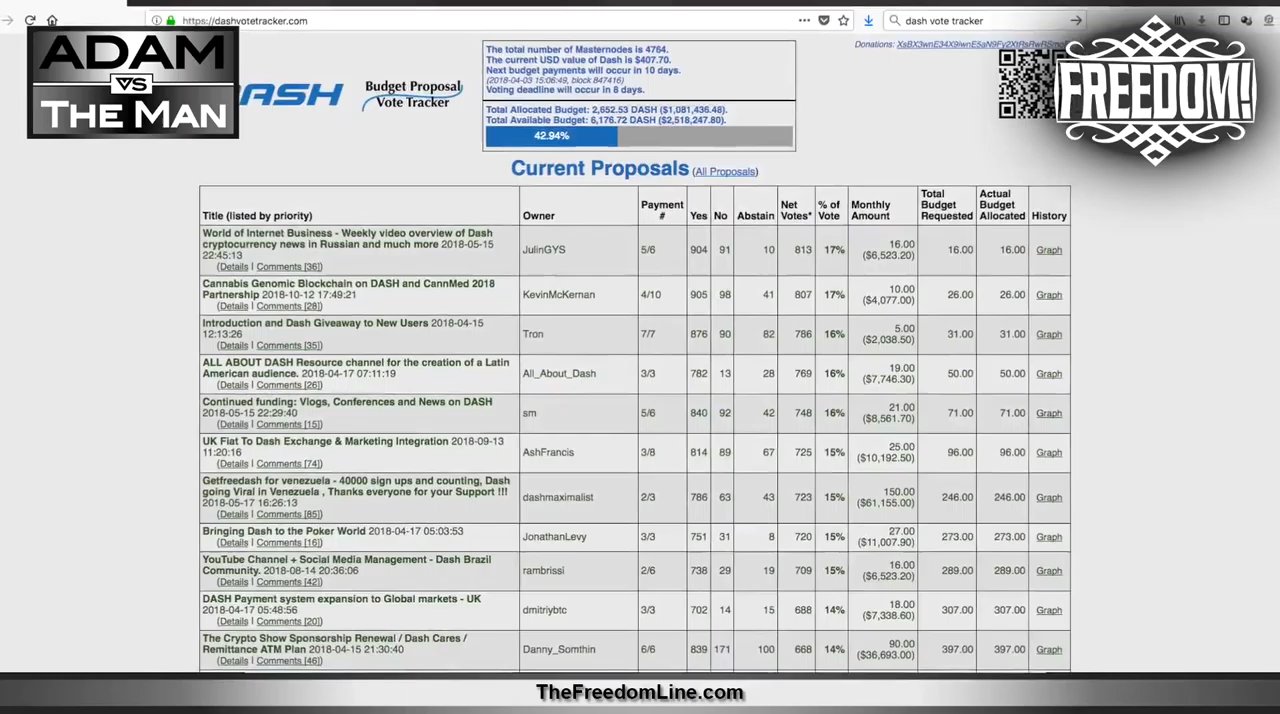 https://dashvotetracker.com
dash vote tracker
ADAM
VS
THE MAN
DASH
Budget Proposal
Vote Tracker
The total number of Masternodes is 4764.
The current USD value of Dash is $407.70.
Next budget payments will occur in 10 days.
(2018-04-03 15:06:49, block 847416)
Voting deadline will occur in 8 days.
Total Allocated Budget: 2,652.53 DASH ($1,081,436.48).
Total Available Budget: 6,176.72 DASH ($2,518,247.80).
42.94%
Donations:
FREEDOM!
Current Proposals (All Proposals)
Title (listed by priority) Owner Payment # Yes No Abstain Net Votes* % of Vote Monthly Amount Total Budget Requested Actual Budget Allocated History
World of Internet Business - Weekly video overview of Dash
cryptocurrency news in Russian and much more 2018-05-15
22:45:13
(Details | Comments [36])
JulinGYS 5/6 904 91 10 813 17% 16.00 ($6,523.20) 16.00 16.00 Graph
Cannabis Genomic Blockchain on DASH and CannMed 2018
Partnership 2018-10-12 17:49:21
(Details | Comments [28])
KevinMcKernan 4/10 905 98 41 807 17% 10.00 ($4,077.00) 26.00 26.00 Graph
Introduction and Dash Giveaway to New Users 2018-04-15
12:13:26
(Details | Comments [35])
Tron 7/7 876 90 82 786 16% 5.00 ($2,038.50) 31.00 31.00 Graph
ALL ABOUT DASH Resource channel for the creation of a Latin
American audience. 2018-04-17 07:11:19
(Details | Comments [26])
All_About_Dash 3/3 782 13 28 769 16% 19.00 ($7,746.30) 50.00 50.00 Graph
Continued funding: Vlogs, Conferences and News on DASH
2018-05-15 22:29:40
(Details | Comments [15])
sm 5/6 840 92 42 748 16% 21.00 ($8,561.70) 71.00 71.00 Graph
UK Fiat To Dash Exchange & Marketing Integration 2018-09-13
11:20:16
(Details | Comments [74])
AshFrancis 3/8 814 89 67 725 15% 25.00 ($10,192.50) 96.00 96.00 Graph
Getfreedash for venezuela - 40000 sign ups and counting, Dash
going Viral in Venezuela , Thanks everyone for your Support !!!
2018-05-17 16:26:13
(Details | Comments [85])
dashmaximalist 2/3 786 63 43 723 15% 150.00 ($61,155.00) 246.00 246.00 Graph
Bringing Dash to the Poker World 2018-04-17 05:03:53
(Details | Comments [16])
JonathanLevy 3/3 751 31 8 720 15% 27.00 ($11,007.90) 273.00 273.00 Graph
YouTube Channel + Social Media Management - Dash Brazil
Community. 2018-08-14 20:36:06
(Details | Comments [42])
rambrissi 2/6 738 29 19 709 15% 16.00 ($6,523.20) 289.00 289.00 Graph
DASH Payment system expansion to Global markets - UK
2018-04-17 05:48:56
(Details | Comments [20])
dmitriybtc 3/3 702 14 15 688 14% 18.00 ($7,338.60) 307.00 307.00 Graph
The Crypto Show Sponsorship Renewal / Dash Cares /
Remittance ATM Plan 2018-04-15 21:30:40
(Details | Comments [46])
Danny_Somthin 6/6 839 171 100 668 14% 90.00 ($36,693.00) 397.00 397.00 Graph
TheFreedomLine.com